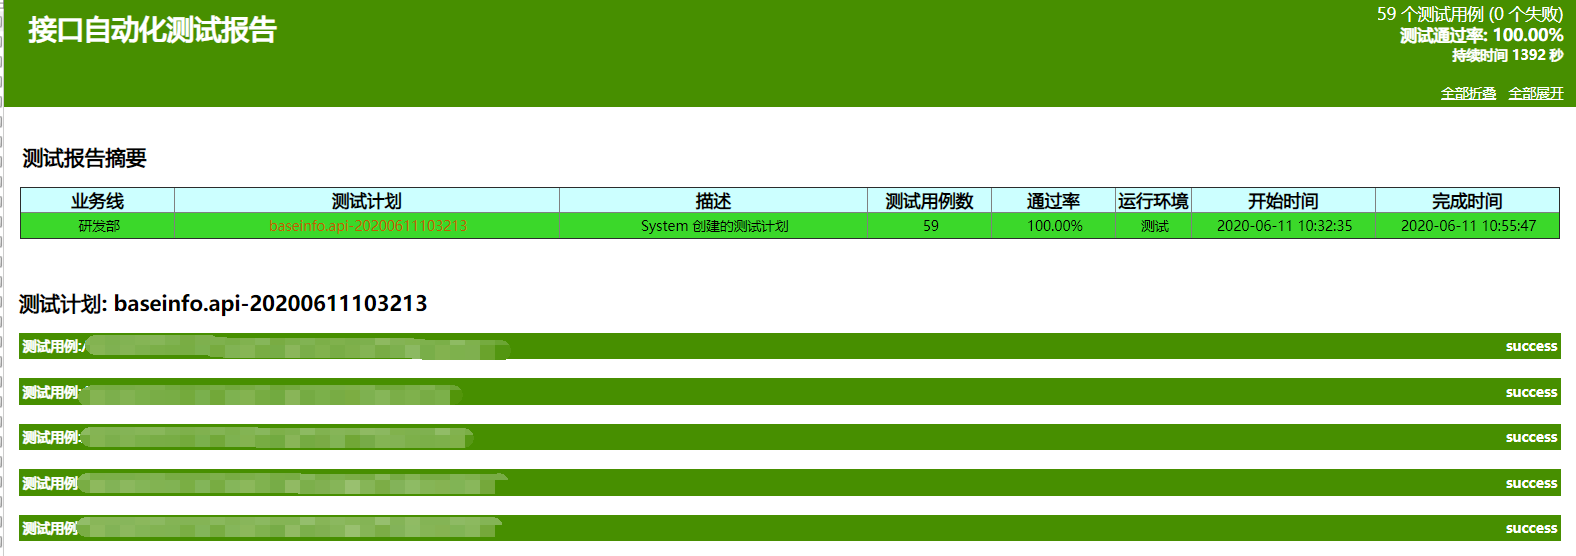 接口自动化测试报告
59 个测试用例 (0 个失败)
测试通过率: 100.00%
持续时间 1392 秒
全部折叠 全部展开
测试报告摘要
业务线 测试计划 描述 测试用例数 通过率 运行环境 开始时间 完成时间
研发部 baseinfo.api-20200611103213 System 创建的测试计划 59 100.00% 测试 2020-06-11 10:32:35 2020-06-11 10:55:47
测试计划: baseinfo.api-20200611103213
测试用例:/ success
测试用例: success
测试用例: success
测试用例 success
测试用例 success